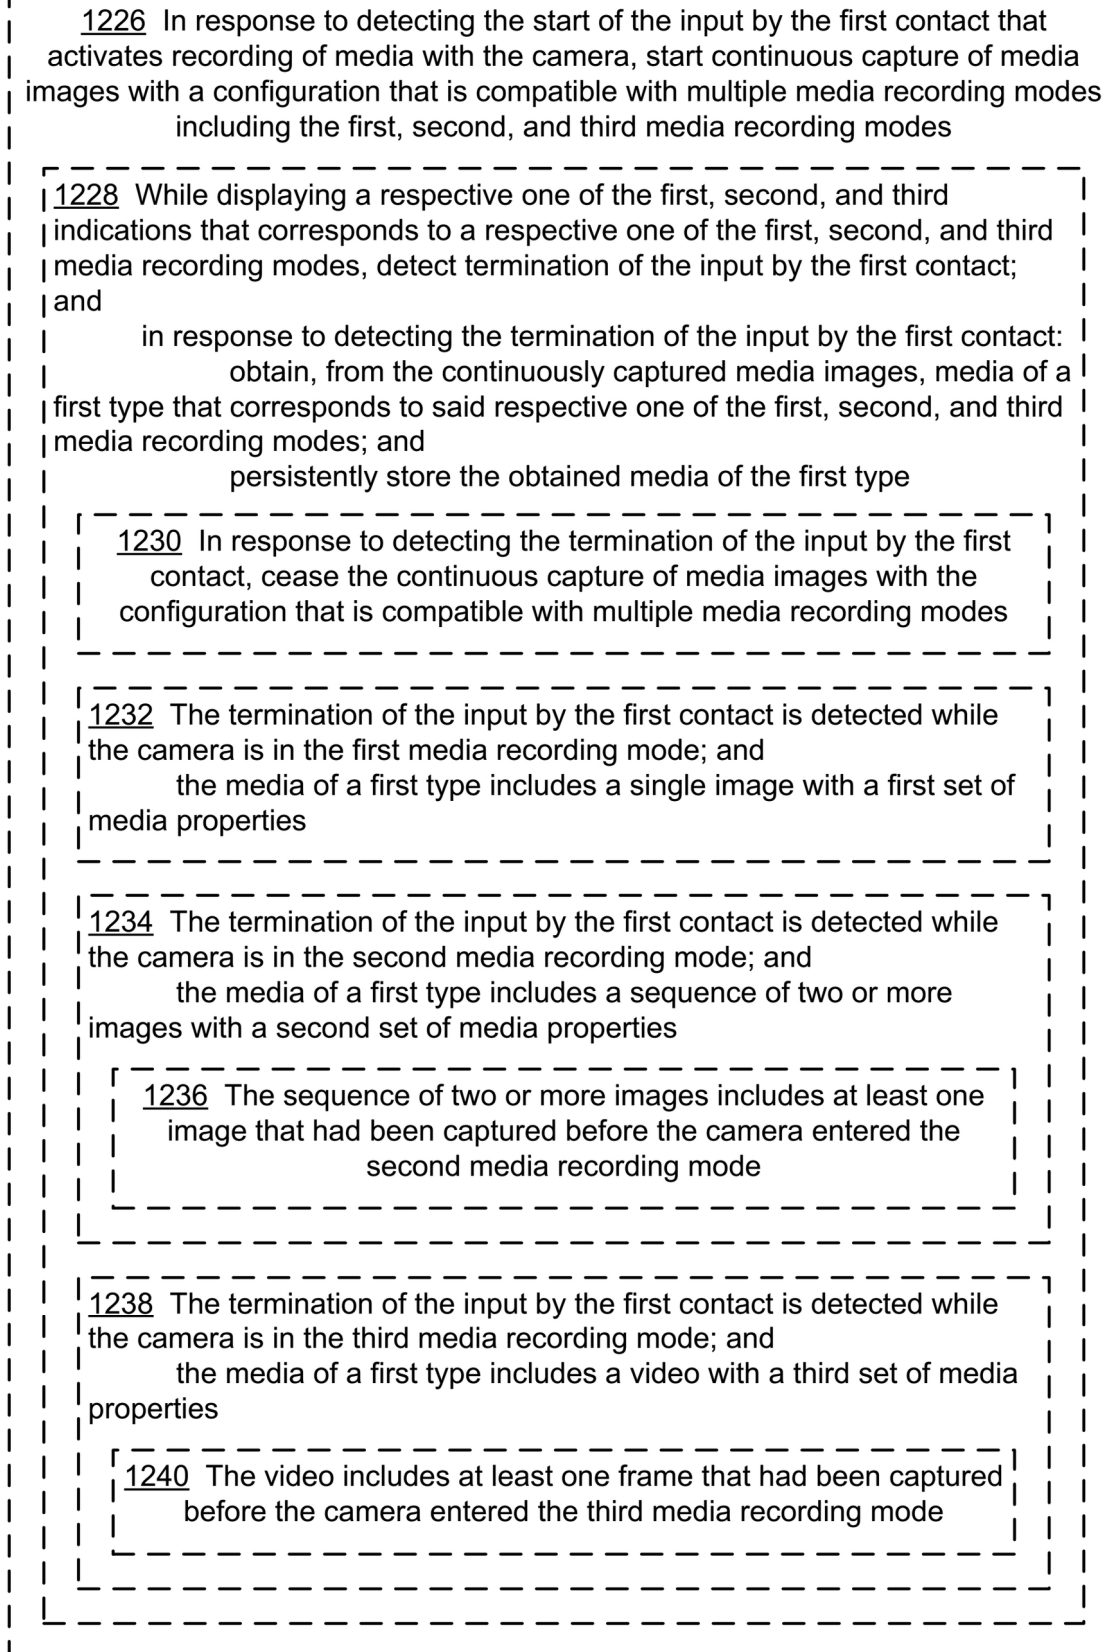 1226 In response to detecting the start of the input by the first contact that
activates recording of media with the camera, start continuous capture of media
images with a configuration that is compatible with multiple media recording modes
including the first, second, and third media recording modes
1228 While displaying a respective one of the first, second, and third
indications that corresponds to a respective one of the first, second, and third
media recording modes, detect termination of the input by the first contact;
and
in response to detecting the termination of the input by the first contact:
obtain, from the continuously captured media images, media of a
first type that corresponds to said respective one of the first, second, and third
media recording modes; and
persistently store the obtained media of the first type
1230 In response to detecting the termination of the input by the first
contact, cease the continuous capture of media images with the
configuration that is compatible with multiple media recording modes
1232 The termination of the input by the first contact is detected while
the camera is in the first media recording mode; and
the media of a first type includes a single image with a first set of
media properties
1234 The termination of the input by the first contact is detected while
the camera is in the second media recording mode; and
the media of a first type includes a sequence of two or more
images with a second set of media properties
1236 The sequence of two or more images includes at least one
image that had been captured before the camera entered the
second media recording mode
1238 The termination of the input by the first contact is detected while
the camera is in the third media recording mode; and
the media of a first type includes a video with a third set of media
properties
1240 The video includes at least one frame that had been captured
before the camera entered the third media recording mode